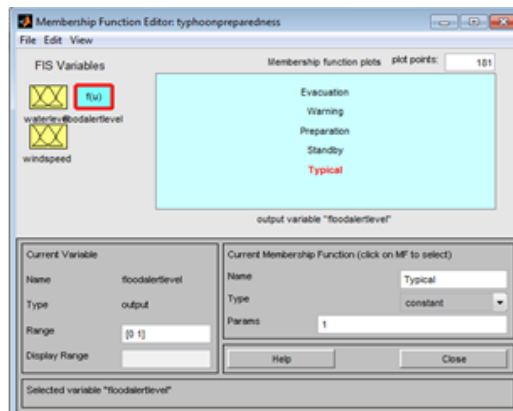 Membership Function Editor: typhoonpreparedness
File Edit View
FIS Variables
Membership function plots plot points: 181
f(u)
waterlevel floodalertlevel
windspeed
Evacuation
Warning
Preparation
Standby
Typical
output variable "floodalertlevel"
Current Variable
Name floodalertlevel
Type output
Range [0 1]
Display Range
Current Membership Function (click on MF to select)
Name Typical
Type constant
Params 1
Help Close
Selected variable "floodalertlevel"